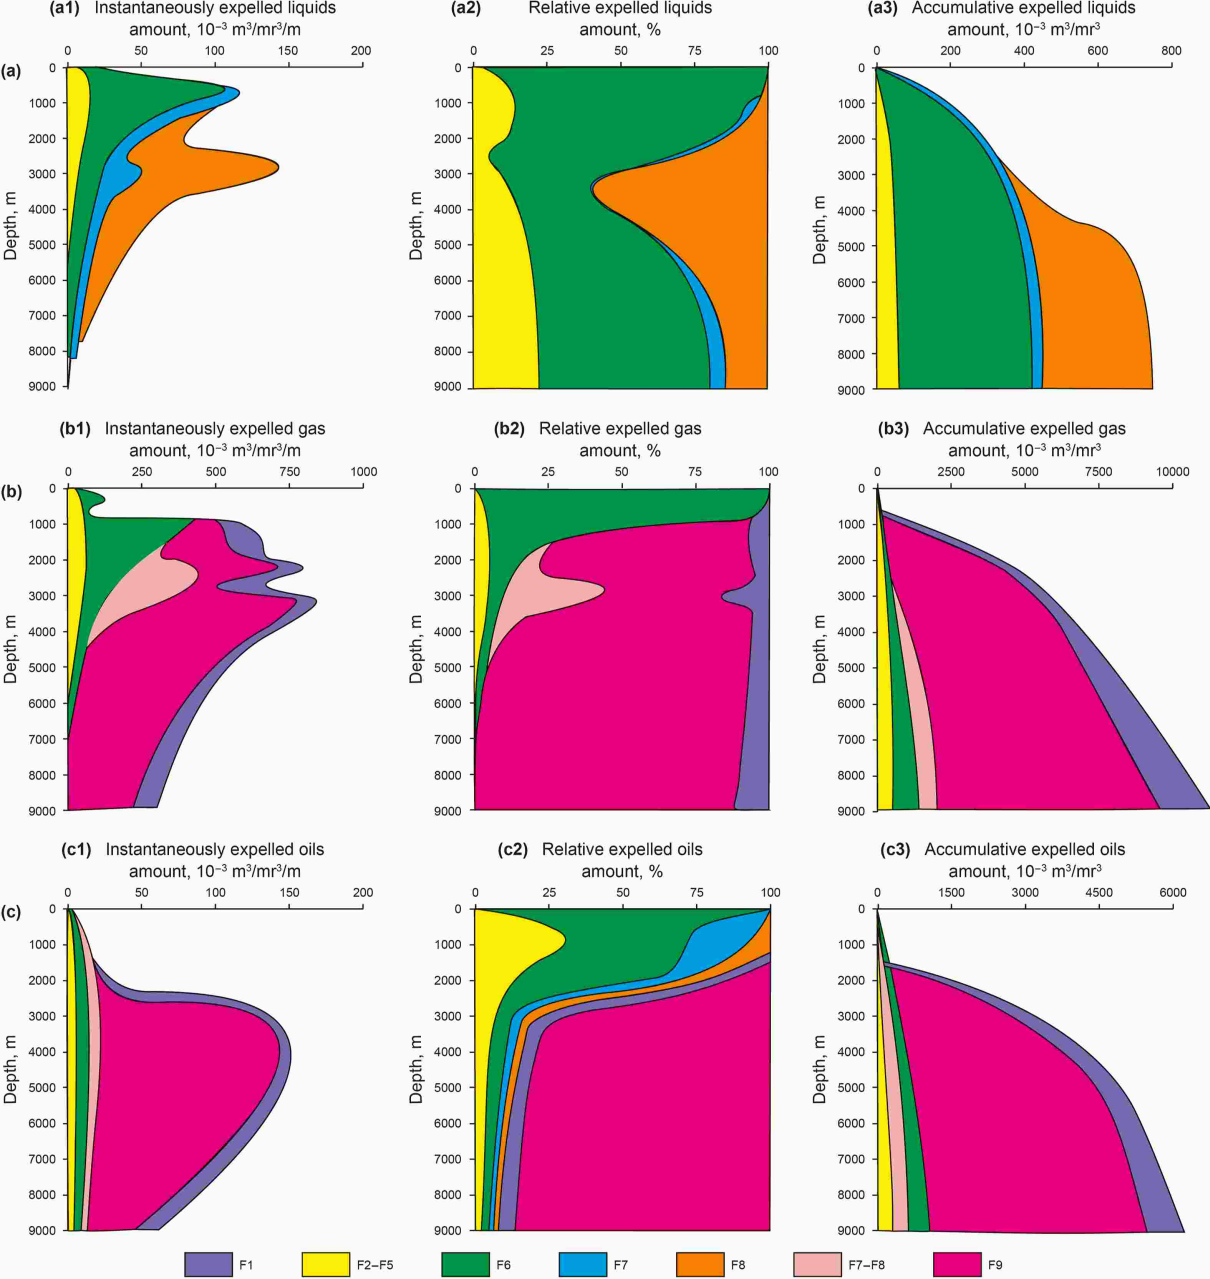 (a1) Instantaneously expelled liquids
amount, 10⁻³ m³/mr³/m
0 50 100 150 200
(a2) Relative expelled liquids
amount, %
0 25 50 75 100
(a3) Accumulative expelled liquids
amount, 10⁻³ m³/mr³
0 200 400 600 800
(a)
Depth, m
0
1000
2000
3000
4000
5000
6000
7000
8000
9000
Depth, m
0
1000
2000
3000
4000
5000
6000
7000
8000
9000
Depth, m
0
1000
2000
3000
4000
5000
6000
7000
8000
9000
(b1) Instantaneously expelled gas
amount, 10⁻³ m³/mr³/m
0 250 500 750 1000
(b2) Relative expelled gas
amount, %
0 25 50 75 100
(b3) Accumulative expelled gas
amount, 10⁻³ m³/mr³
0 2500 5000 7500 10000
(b)
Depth, m
0
1000
2000
3000
4000
5000
6000
7000
8000
9000
Depth, m
0
1000
2000
3000
4000
5000
6000
7000
8000
9000
Depth, m
0
1000
2000
3000
4000
5000
6000
7000
8000
9000
(c1) Instantaneously expelled oils
amount, 10⁻³ m³/mr³/m
0 50 100 150 200
(c2) Relative expelled oils
amount, %
0 25 50 75 100
(c3) Accumulative expelled oils
amount, 10⁻³ m³/mr³
0 1500 3000 4500 6000
(c)
Depth, m
0
1000
2000
3000
4000
5000
6000
7000
8000
9000
Depth, m
0
1000
2000
3000
4000
5000
6000
7000
8000
9000
Depth, m
0
1000
2000
3000
4000
5000
6000
7000
8000
9000
F1 F2–F5 F6 F7 F8 F7–F8 F9